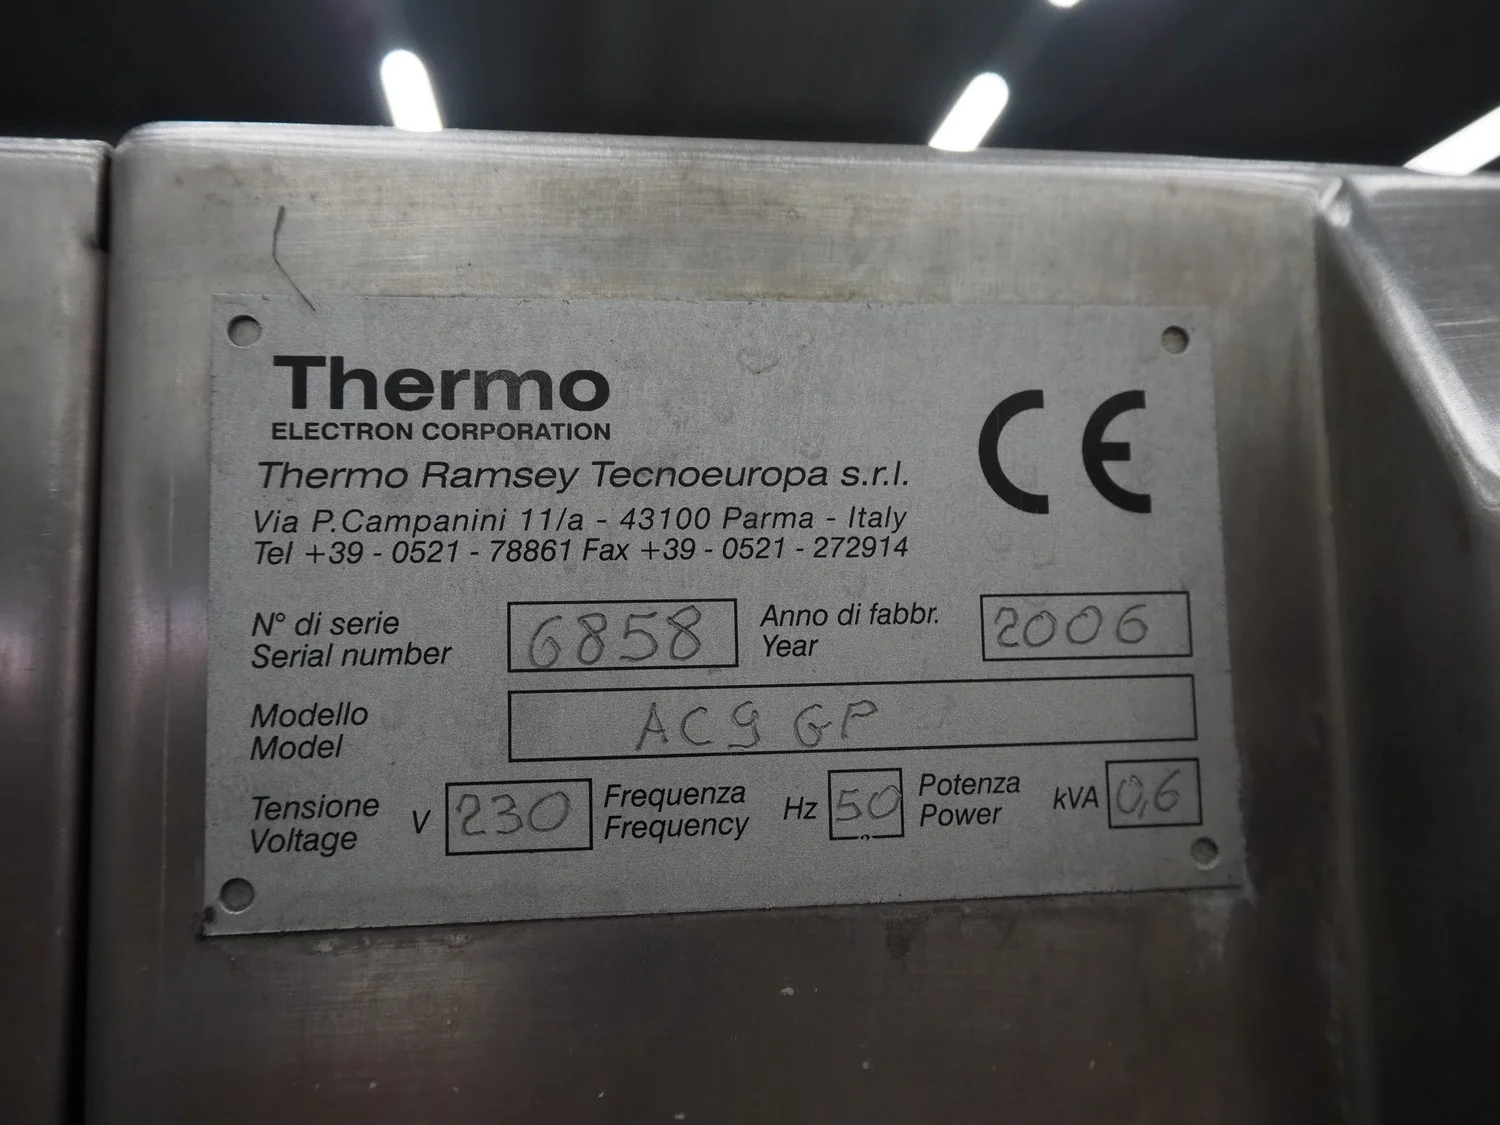 Thermo
ELECTRON CORPORATION
CE
Thermo Ramsey Tecnoeuropa s.r.l.
Via P.Campanini 11/a - 43100 Parma - Italy
Tel +39 - 0521 - 78861 Fax +39 - 0521 - 272914
N° di serie
Serial number
6858
Anno di fabbr.
Year
2006
Modello
Model
AC9 GP
Tensione
Voltage
V 230
Frequenza
Frequency
Hz 50
Potenza
Power
kVA 0,6